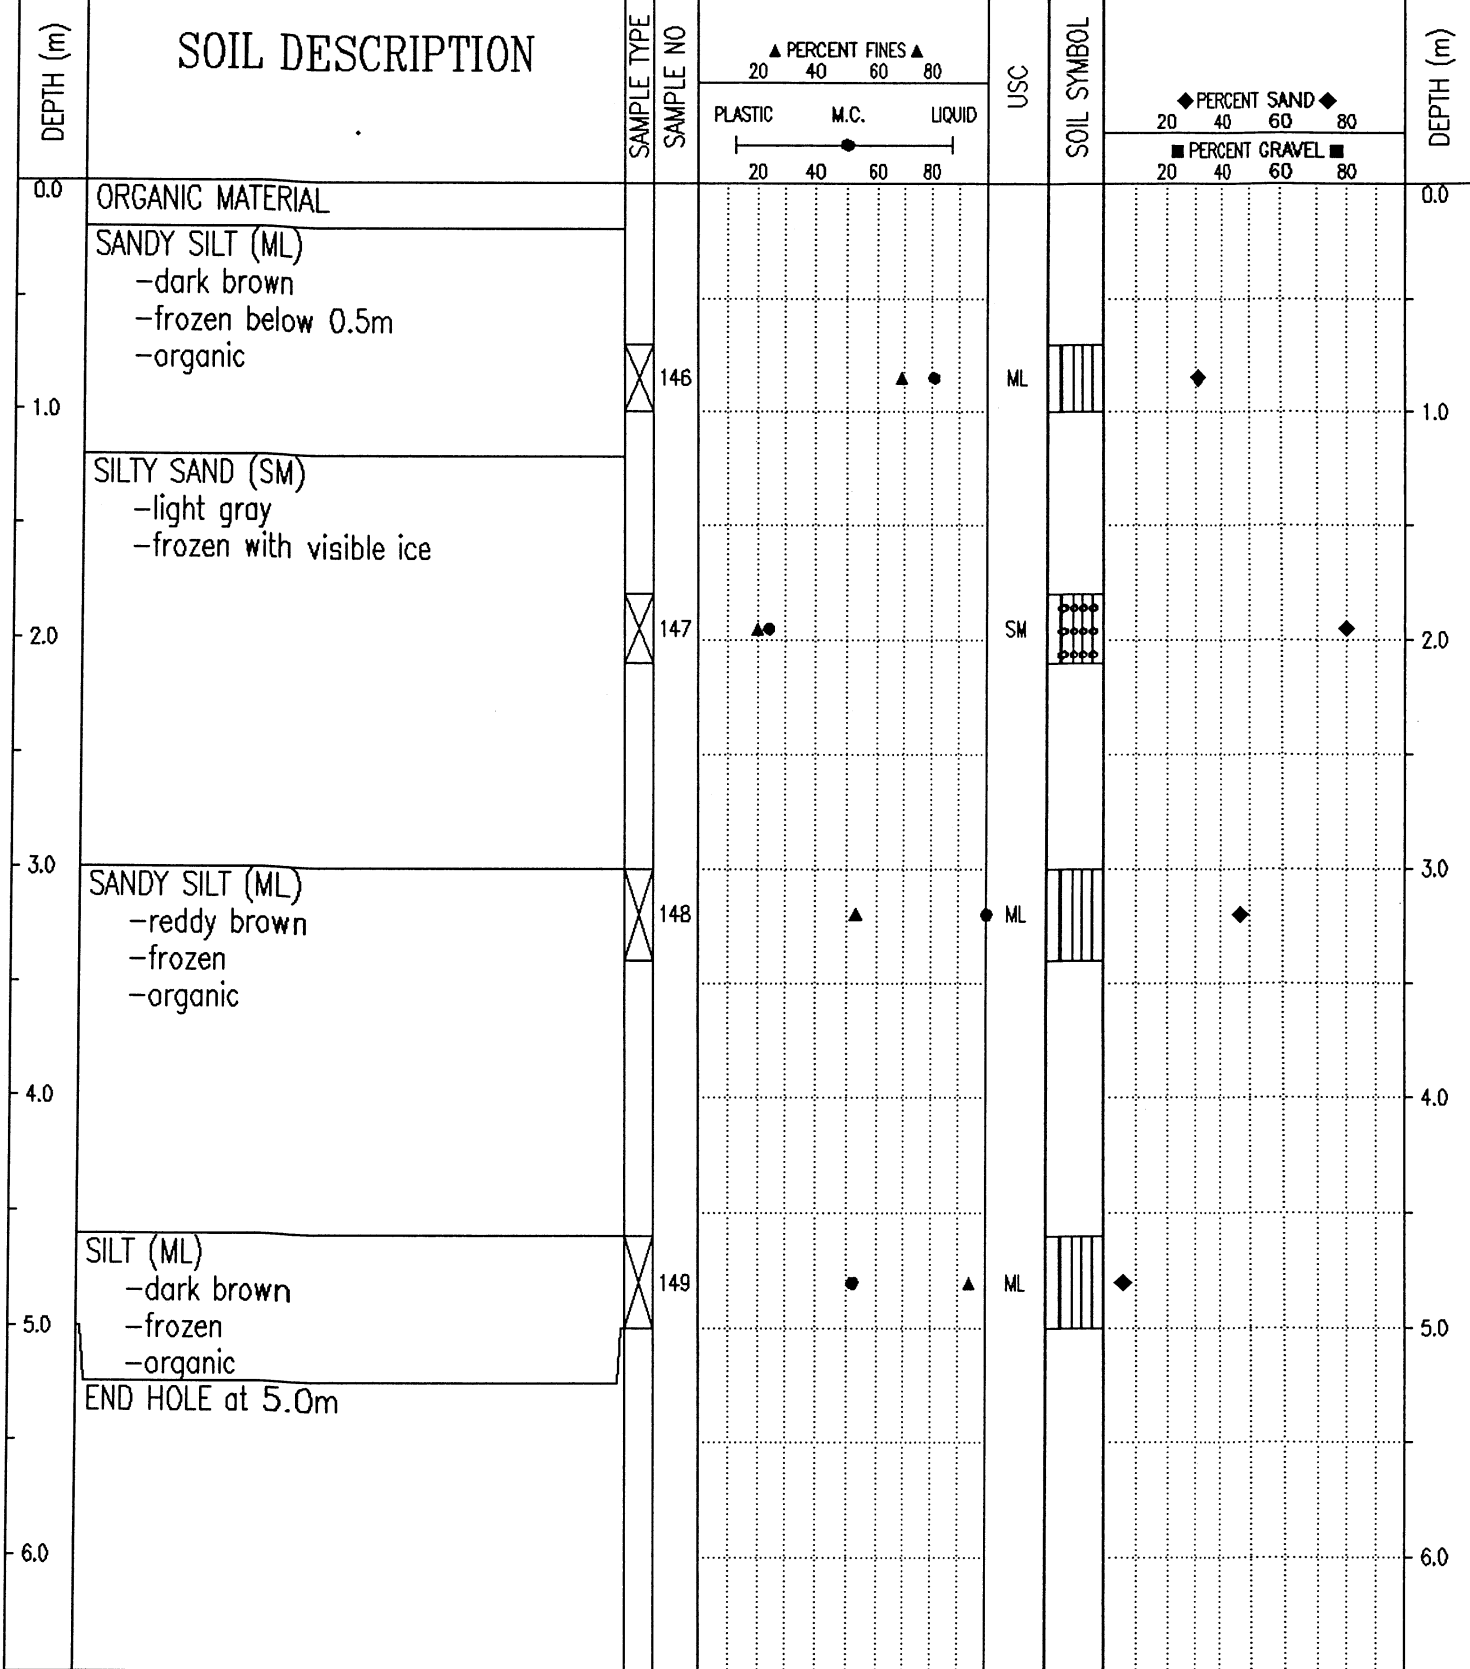 DEPTH (m)
SOIL DESCRIPTION
SAMPLE TYPE
SAMPLE NO
▲ PERCENT FINES ▲
20 40 60 80
PLASTIC M.C. LIQUID
20 40 60 80
USC
SOIL SYMBOL
◆ PERCENT SAND ◆
20 40 60 80
■ PERCENT GRAVEL ■
20 40 60 80
DEPTH (m)
0.0 0.0
ORGANIC MATERIAL
SANDY SILT (ML)
-dark brown
-frozen below 0.5m
-organic
146 ML
1.0 1.0
SILTY SAND (SM)
-light gray
-frozen with visible ice
147 SM
2.0 2.0
3.0 3.0
SANDY SILT (ML)
-reddy brown
-frozen
-organic
148 ML
4.0 4.0
SILT (ML)
-dark brown
-frozen
-organic
149 ML
5.0 5.0
END HOLE at 5.0m
6.0 6.0